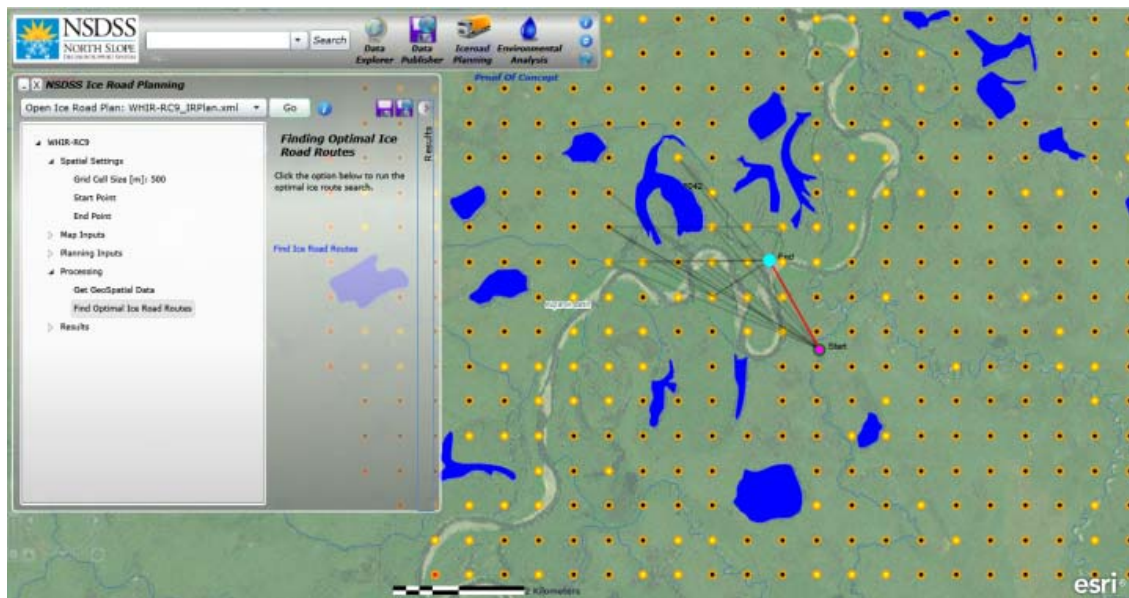 NSDSS
NORTH SLOPE
DECISION SUPPORT SYSTEM
Search
Data Explorer
Data Publisher
Iceroad Planning
Environmental Analysis
Proof Of Concept
_ X NSDSS Ice Road Planning
Open Ice Road Plan: WHIR-RC9_IRPlan.xml
Go
WHIR-RC9
Spatial Settings
Grid Cell Size [m]: 500
Start Point
End Point
Map Inputs
Planning Inputs
Processing
Get GeoSpatial Data
Find Optimal Ice Road Routes
Results
Finding Optimal Ice
Road Routes
Click the option below to run the
optimal ice route search.
Find Ice Road Routes
Results
End
Start
2 Kilometers
esri